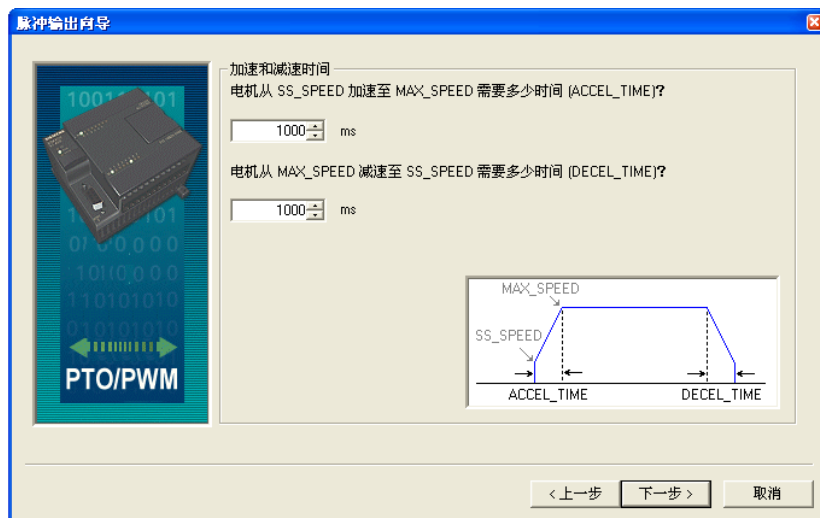 脉冲输出向导
加速和减速时间
电机从 SS_SPEED 加速至 MAX_SPEED 需要多少时间 (ACCEL_TIME)?
1000 ms
电机从 MAX_SPEED 减速至 SS_SPEED 需要多少时间 (DECEL_TIME)?
1000 ms
MAX_SPEED
SS_SPEED
ACCEL_TIME DECEL_TIME
PTO/PWM
<上一步 下一步> 取消